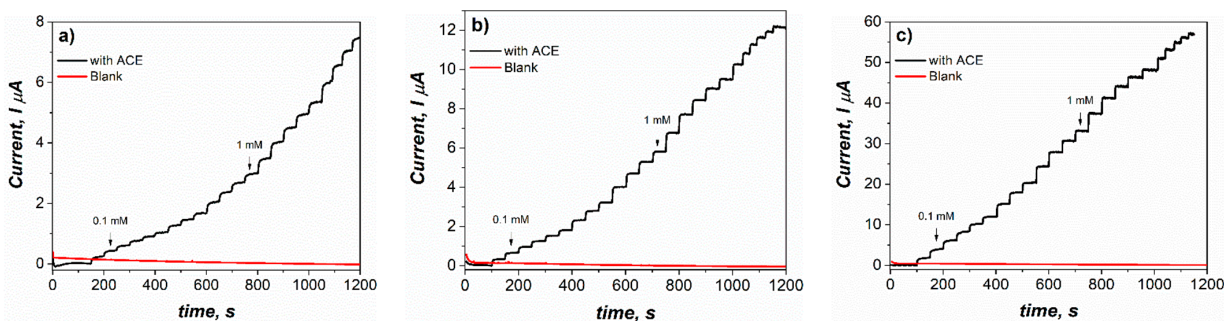 a)
with ACE
Blank
0.1 mM
1 mM
Current, I μA
8
6
4
2
0
0 200 400 600 800 1000 1200
time, s
b)
with ACE
Blank
0.1 mM
1 mM
Current, I μA
12
10
8
6
4
2
0
0 200 400 600 800 1000 1200
time, s
c)
with ACE
Blank
0.1 mM
1 mM
Current, I μA
60
50
40
30
20
10
0
0 200 400 600 800 1000 1200
time, s